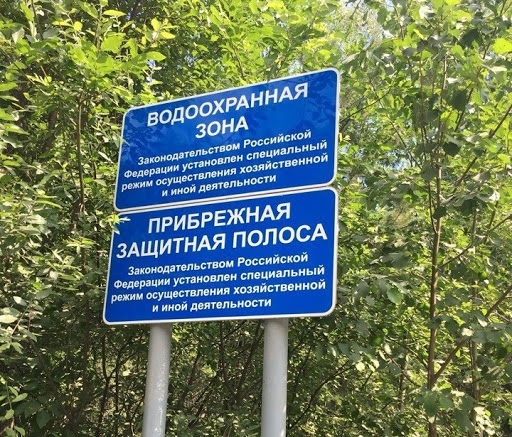 ВОДООХРАННАЯ
ЗОНА
Законодательством Российской
Федерации установлен специальный
режим осуществления хозяйственной
и иной деятельности
ПРИБРЕЖНАЯ
ЗАЩИТНАЯ ПОЛОСА
Законодательством Российской
Федерации установлен специальный
режим осуществления хозяйственной
и иной деятельности